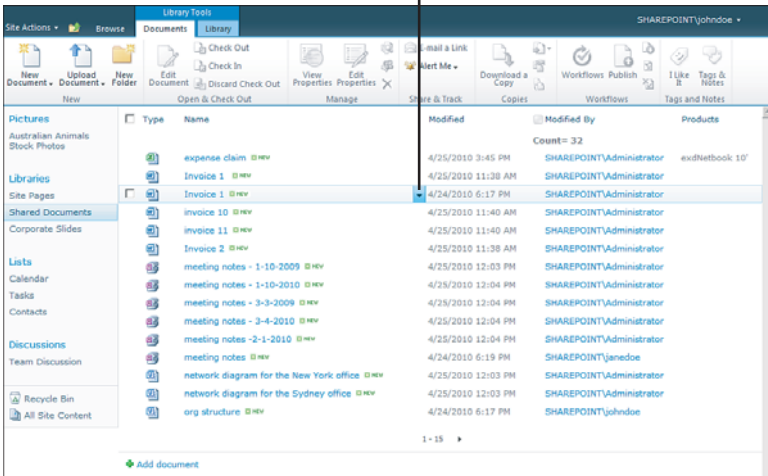 Library Tools
SHAREPOINT\johndoe
Site Actions Browse Documents Library
Check Out
Check In
Discard Check Out
New Document
Upload Document
New Folder
Edit Document
View Properties
Edit Properties
E-mail a Link
Alert Me
Download a Copy
Workflows
Publish
I Like It
Tags & Notes
New Open & Check Out Manage Share & Track Copies Workflows Tags and Notes
Pictures
Australian Animals Stock Photos
Libraries
Site Pages
Shared Documents
Corporate Slides
Lists
Calendar
Tasks
Contacts
Discussions
Team Discussion
Recycle Bin
All Site Content
Type Name Modified Modified By Products
Count= 32
expense claim NEW 4/25/2010 3:45 PM SHAREPOINT\Administrator exdNetbook 10'
Invoice 1 NEW 4/25/2010 11:38 AM SHAREPOINT\Administrator
Invoice 1 NEW 4/24/2010 6:17 PM SHAREPOINT\Administrator
invoice 10 NEW 4/25/2010 11:40 AM SHAREPOINT\Administrator
invoice 11 NEW 4/25/2010 11:40 AM SHAREPOINT\Administrator
Invoice 2 NEW 4/25/2010 11:38 AM SHAREPOINT\Administrator
meeting notes - 1-10-2009 NEW 4/25/2010 12:03 PM SHAREPOINT\Administrator
meeting notes - 1-10-2010 NEW 4/25/2010 12:04 PM SHAREPOINT\Administrator
meeting notes - 3-3-2009 NEW 4/25/2010 12:04 PM SHAREPOINT\Administrator
meeting notes - 3-4-2010 NEW 4/25/2010 12:04 PM SHAREPOINT\Administrator
meeting notes -2-1-2010 NEW 4/25/2010 12:04 PM SHAREPOINT\Administrator
meeting notes NEW 4/24/2010 6:19 PM SHAREPOINT\janedoe
network diagram for the New York office NEW 4/25/2010 12:03 PM SHAREPOINT\Administrator
network diagram for the Sydney office NEW 4/25/2010 12:03 PM SHAREPOINT\Administrator
org structure NEW 4/24/2010 6:17 PM SHAREPOINT\johndoe
1 - 15
Add document